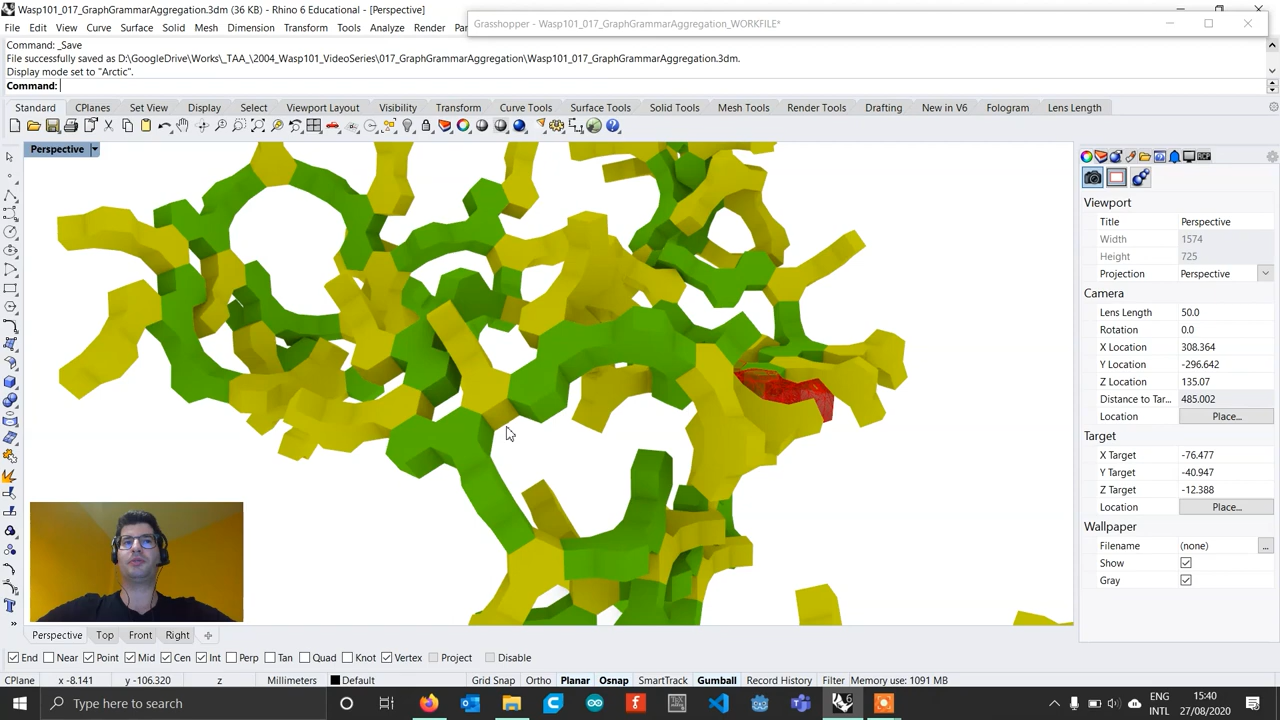 Wasp101_017_GraphGrammarAggregation.3dm (36 KB) - Rhino 6 Educational - [Perspective]
Grasshopper - Wasp101_017_GraphGrammarAggregation_WORKFILE*
File Edit View Curve Surface Solid Mesh Dimension Transform Tools Analyze Render
Command: _Save
File successfully saved as D:\GoogleDrive\Works\_TAA_\2004_Wasp101_VideoSeries\017_GraphGrammarAggregation\Wasp101_017_GraphGrammarAggregation.3dm.
Display mode set to "Arctic".
Command:
Standard CPlanes Set View Display Select Viewport Layout Visibility Transform Curve Tools Surface Tools Solid Tools Mesh Tools Render Tools Drafting New in V6 Fologram Lens Length
Perspective
Viewport
Title Perspective
Width 1574
Height 725
Projection Perspective
Camera
Lens Length 50.0
Rotation 0.0
X Location 308.364
Y Location -296.642
Z Location 135.07
Distance to Tar... 485.002
Location Place...
Target
X Target -76.477
Y Target -40.947
Z Target -12.388
Location Place...
Wallpaper
Filename (none) ...
Show
Gray
Perspective Top Front Right
End Near Point Mid Cen Int Perp Tan Quad Knot Vertex Project Disable
CPlane x -8.141 y -106.320 z Millimeters Default Grid Snap Ortho Planar Osnap SmartTrack Gumball Record History Filter Memory use: 1091 MB
Type here to search
ENG
INTL
15:40
27/08/2020